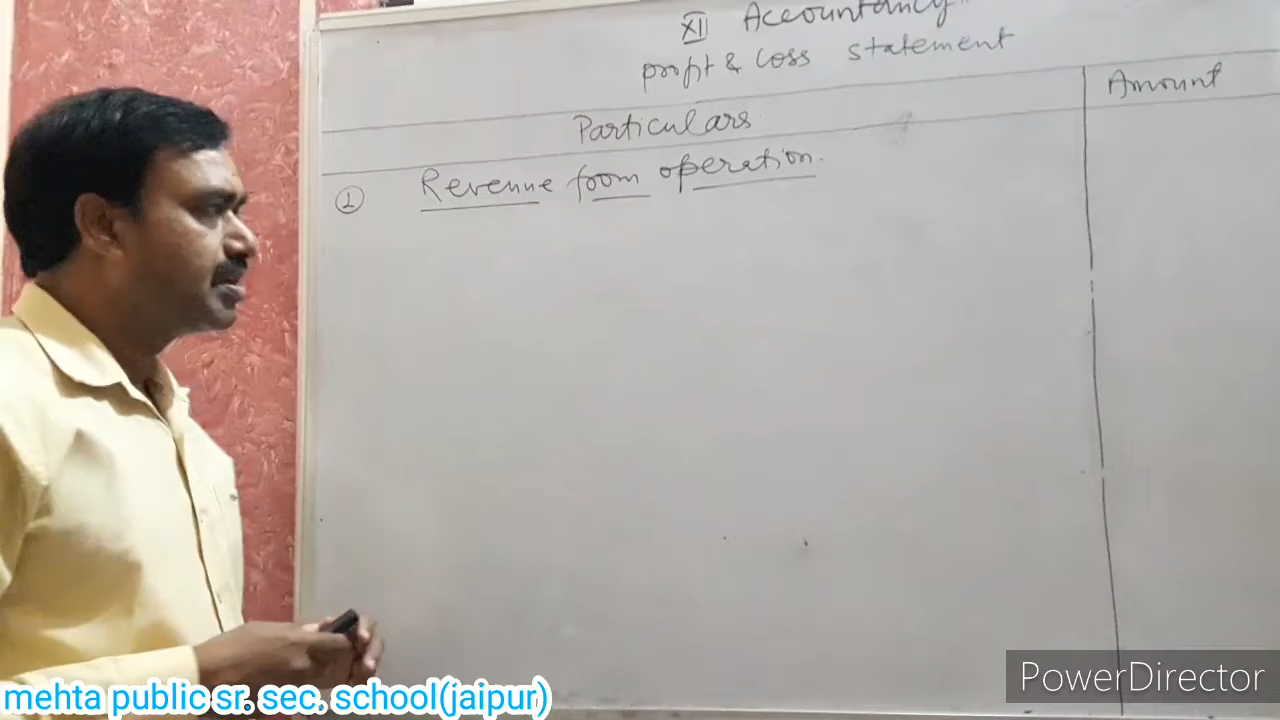 XII Accountancy
profit & Loss statement
Particulars Amount
① Revenue from operation.
mehta public sr. sec. school(jaipur)
PowerDirector